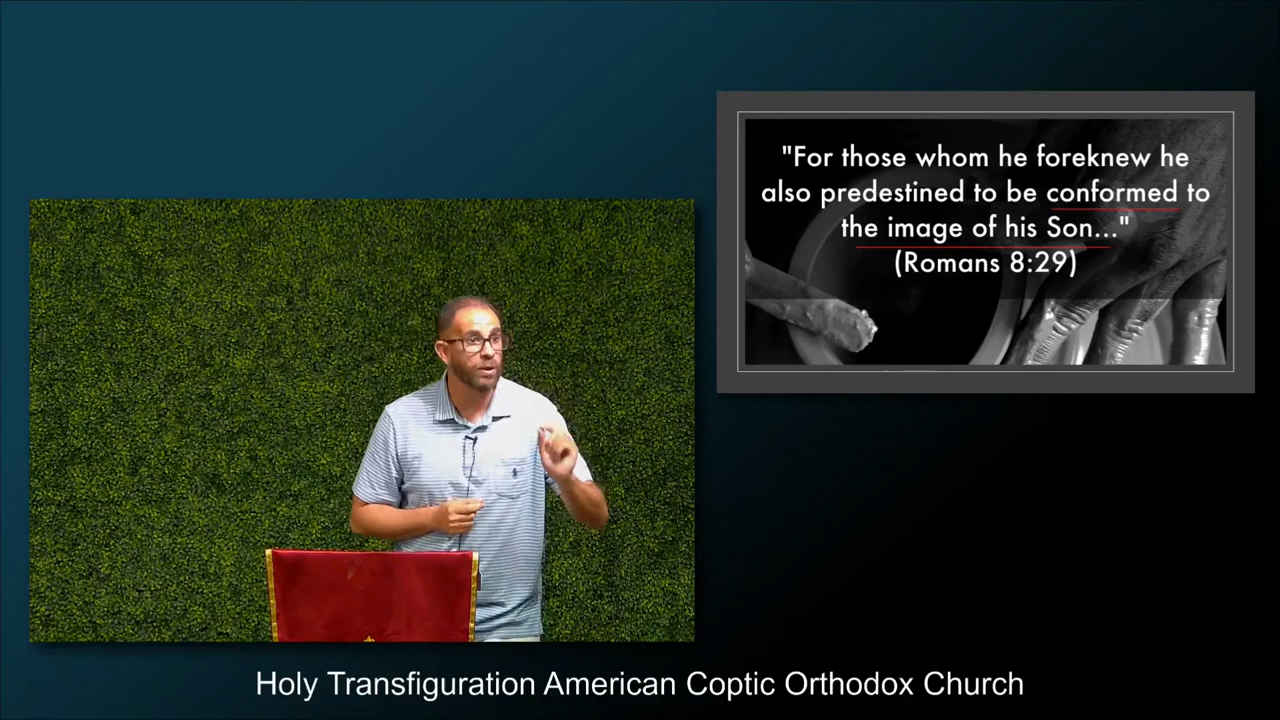 "For those whom he foreknew he
also predestined to be conformed to
the image of his Son..."
(Romans 8:29)
Holy Transfiguration American Coptic Orthodox Church